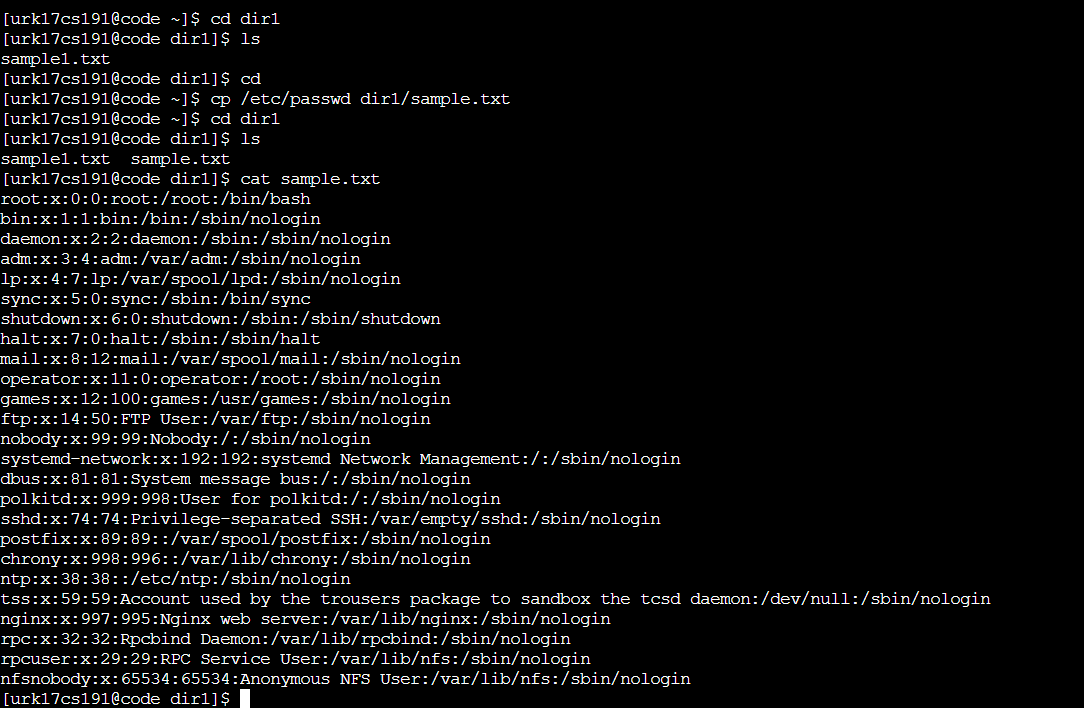 [urk17cs191@code ~]$ cd dir1
[urk17cs191@code dir1]$ ls
sample1.txt
[urk17cs191@code dir1]$ cd
[urk17cs191@code ~]$ cp /etc/passwd dir1/sample.txt
[urk17cs191@code ~]$ cd dir1
[urk17cs191@code dir1]$ ls
sample1.txt  sample.txt
[urk17cs191@code dir1]$ cat sample.txt
root:x:0:0:root:/root:/bin/bash
bin:x:1:1:bin:/bin:/sbin/nologin
daemon:x:2:2:daemon:/sbin:/sbin/nologin
adm:x:3:4:adm:/var/adm:/sbin/nologin
lp:x:4:7:lp:/var/spool/lpd:/sbin/nologin
sync:x:5:0:sync:/sbin:/bin/sync
shutdown:x:6:0:shutdown:/sbin:/sbin/shutdown
halt:x:7:0:halt:/sbin:/sbin/halt
mail:x:8:12:mail:/var/spool/mail:/sbin/nologin
operator:x:11:0:operator:/root:/sbin/nologin
games:x:12:100:games:/usr/games:/sbin/nologin
ftp:x:14:50:FTP User:/var/ftp:/sbin/nologin
nobody:x:99:99:Nobody:/:/sbin/nologin
systemd-network:x:192:192:systemd Network Management:/:/sbin/nologin
dbus:x:81:81:System message bus:/:/sbin/nologin
polkitd:x:999:998:User for polkitd:/:/sbin/nologin
sshd:x:74:74:Privilege-separated SSH:/var/empty/sshd:/sbin/nologin
postfix:x:89:89::/var/spool/postfix:/sbin/nologin
chrony:x:998:996::/var/lib/chrony:/sbin/nologin
ntp:x:38:38::/etc/ntp:/sbin/nologin
tss:x:59:59:Account used by the trousers package to sandbox the tcsd daemon:/dev/null:/sbin/nologin
nginx:x:997:995:Nginx web server:/var/lib/nginx:/sbin/nologin
rpc:x:32:32:Rpcbind Daemon:/var/lib/rpcbind:/sbin/nologin
rpcuser:x:29:29:RPC Service User:/var/lib/nfs:/sbin/nologin
nfsnobody:x:65534:65534:Anonymous NFS User:/var/lib/nfs:/sbin/nologin
[urk17cs191@code dir1]$